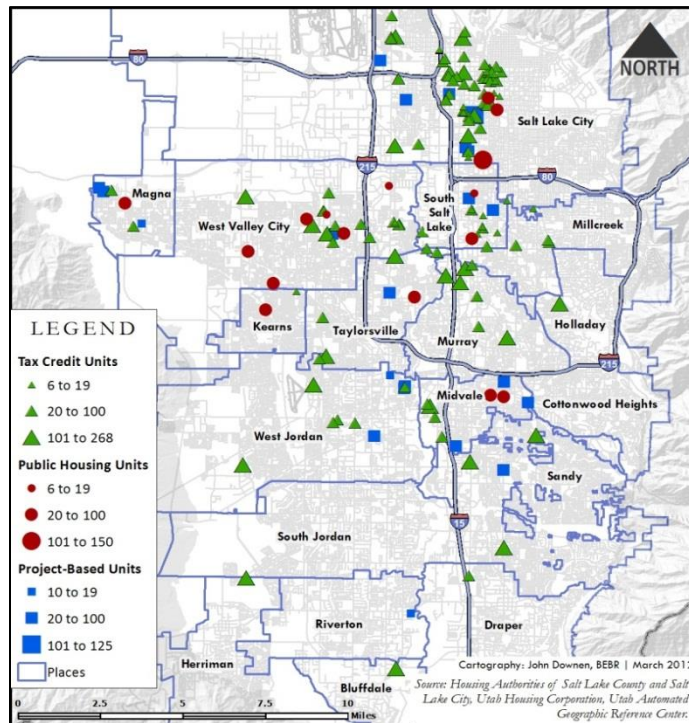 80
NORTH
Salt Lake City
215
80
Magna
West Valley City
South
Salt
Lake
Millcreek
LEGEND
Tax Credit Units
6 to 19
20 to 100
101 to 268
Public Housing Units
6 to 19
20 to 100
101 to 150
Project-Based Units
10 to 19
20 to 100
101 to 125
Places
Kearns
Taylorsville
Murray
Holladay
215
Midvale
Cottonwood Heights
West Jordan
Sandy
15
South Jordan
Riverton
Draper
Herriman
Bluffdale
Cartography: John Downen, BEBR | March 2012
Source: Housing Authorities of Salt Lake County and Salt
Lake City, Utah Housing Corporation, Utah Automated
Geographic Reference Center.
0 2.5 5 7.5 10
Miles